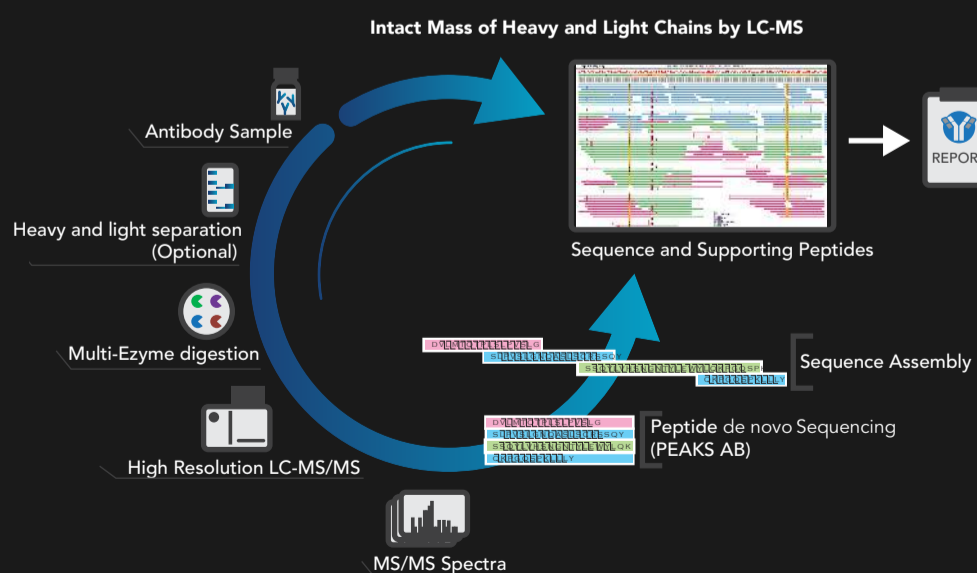 Intact Mass of Heavy and Light Chains by LC-MS
Antibody Sample
Heavy and light separation
(Optional)
Multi-Ezyme digestion
High Resolution LC-MS/MS
MS/MS Spectra
Sequence and Supporting Peptides
REPOR
Sequence Assembly
Peptide de novo Sequencing
(PEAKS AB)